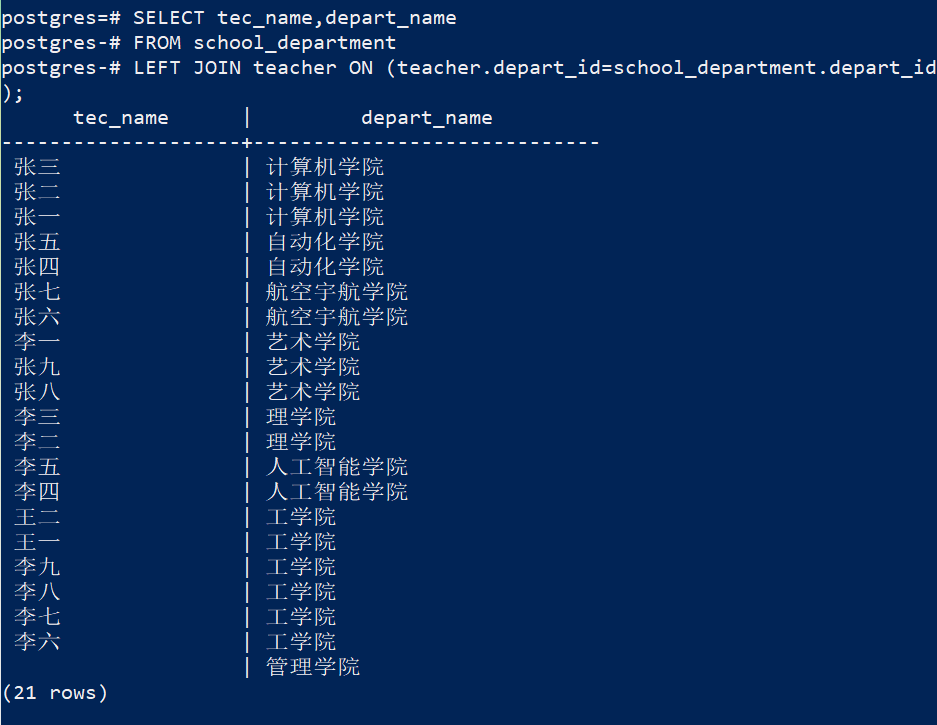 postgres=# SELECT tec_name,depart_name
postgres-# FROM school_department
postgres-# LEFT JOIN teacher ON (teacher.depart_id=school_department.depart_id
);
tec_name | depart_name
--------------------+-----------------------------
张三 | 计算机学院
张二 | 计算机学院
张一 | 计算机学院
张五 | 自动化学院
张四 | 自动化学院
张七 | 航空宇航学院
张六 | 航空宇航学院
李一 | 艺术学院
张九 | 艺术学院
张八 | 艺术学院
李三 | 理学院
李二 | 理学院
李五 | 人工智能学院
李四 | 人工智能学院
王二 | 工学院
王一 | 工学院
李九 | 工学院
李八 | 工学院
李七 | 工学院
李六 | 工学院
| 管理学院
(21 rows)